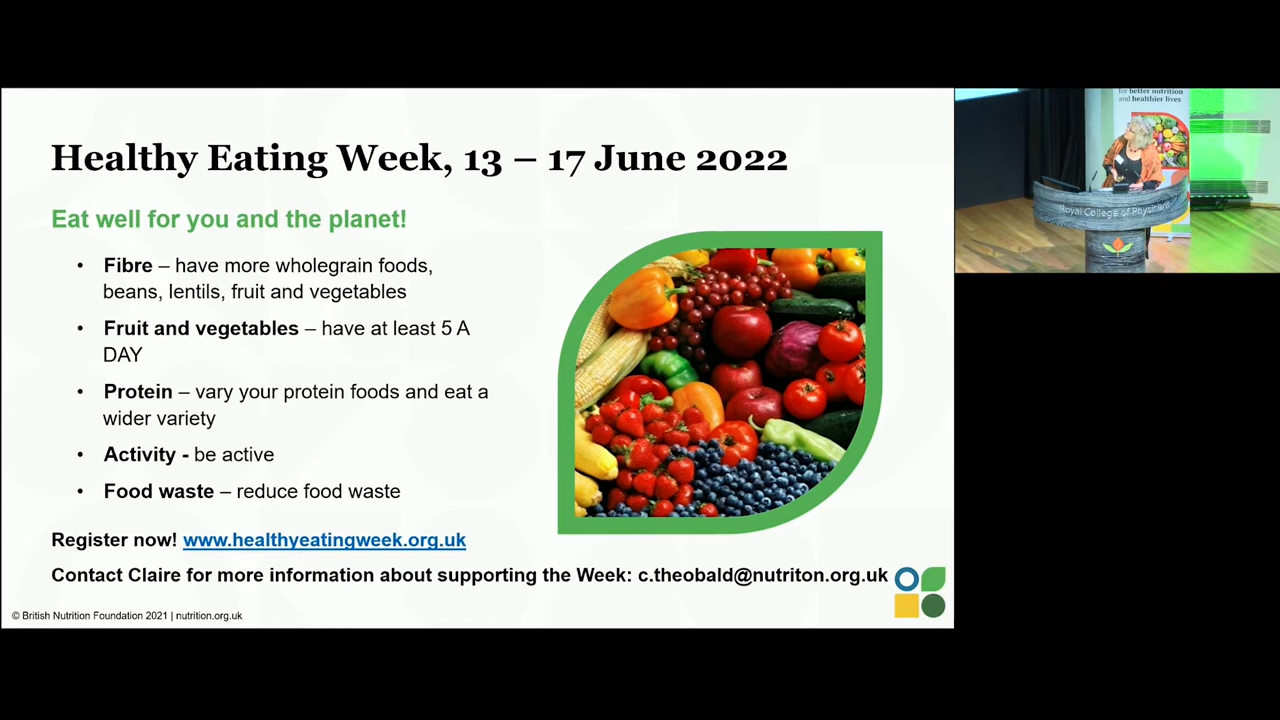 Healthy Eating Week, 13 – 17 June 2022
Eat well for you and the planet!
• Fibre – have more wholegrain foods,
beans, lentils, fruit and vegetables
• Fruit and vegetables – have at least 5 A
DAY
• Protein – vary your protein foods and eat a
wider variety
• Activity - be active
• Food waste – reduce food waste
Register now! www.healthyeatingweek.org.uk
Contact Claire for more information about supporting the Week: c.theobald@nutriton.org.uk
© British Nutrition Foundation 2021 | nutrition.org.uk
for better nutrition
and healthier lives
Royal College of Physicians